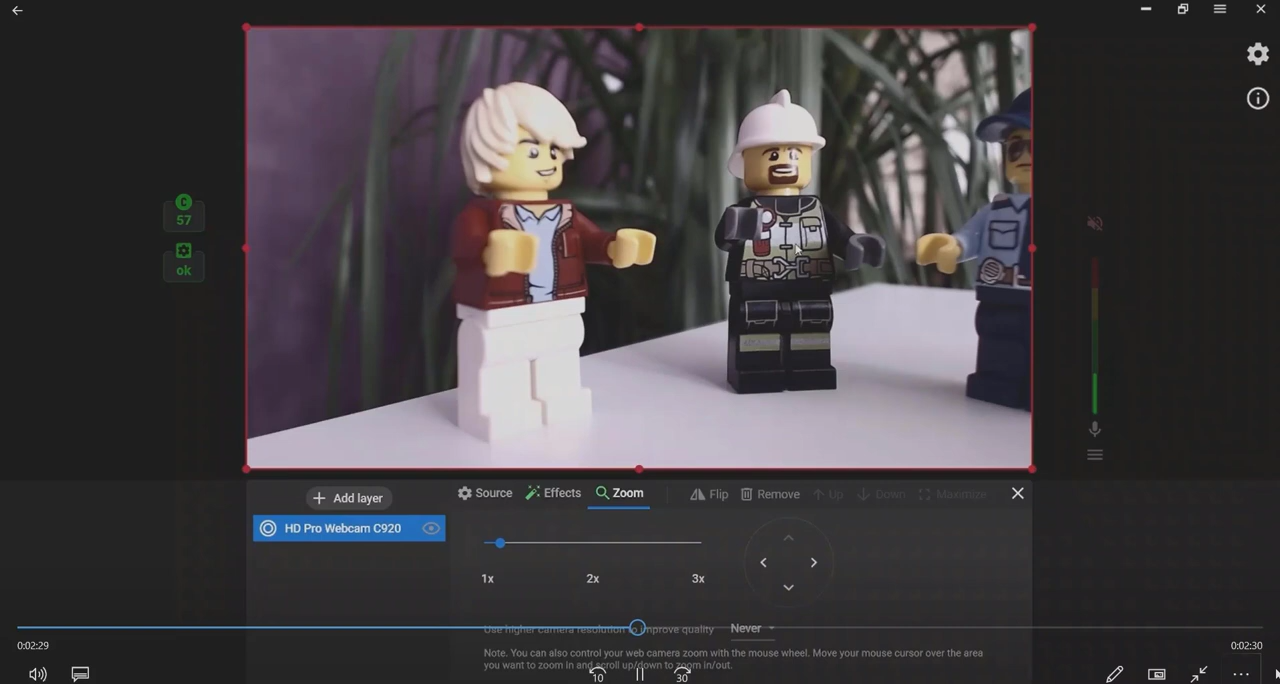 C
57
ok
Add layer
HD Pro Webcam C920
Source Effects Zoom Flip Remove Up Down Maximize
1x 2x 3x
Use higher camera resolution to improve quality Never
Note. You can also control your web camera zoom with the mouse wheel. Move your mouse cursor over the area
you want to zoom in and scroll up/down to zoom in/out.
0:02:29 0:02:30
10 30